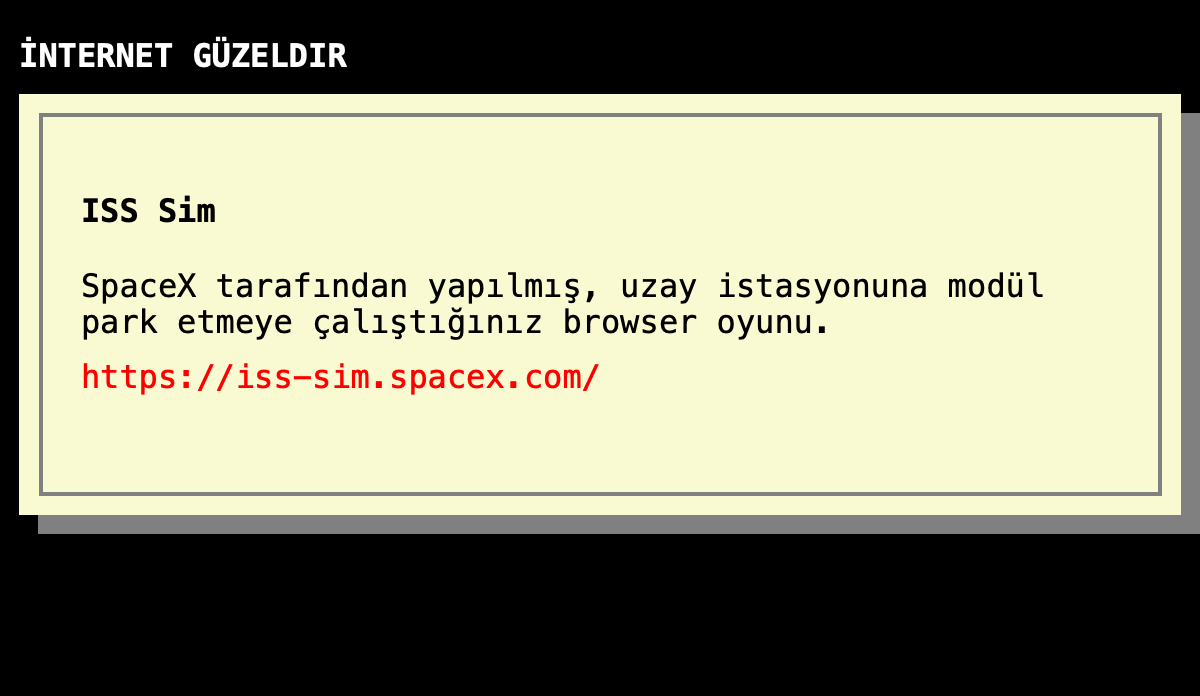 İNTERNET GÜZELDIR
ISS Sim
SpaceX tarafından yapılmış, uzay istasyonuna modül
park etmeye çalıştığınız browser oyunu.
https://iss-sim.spacex.com/